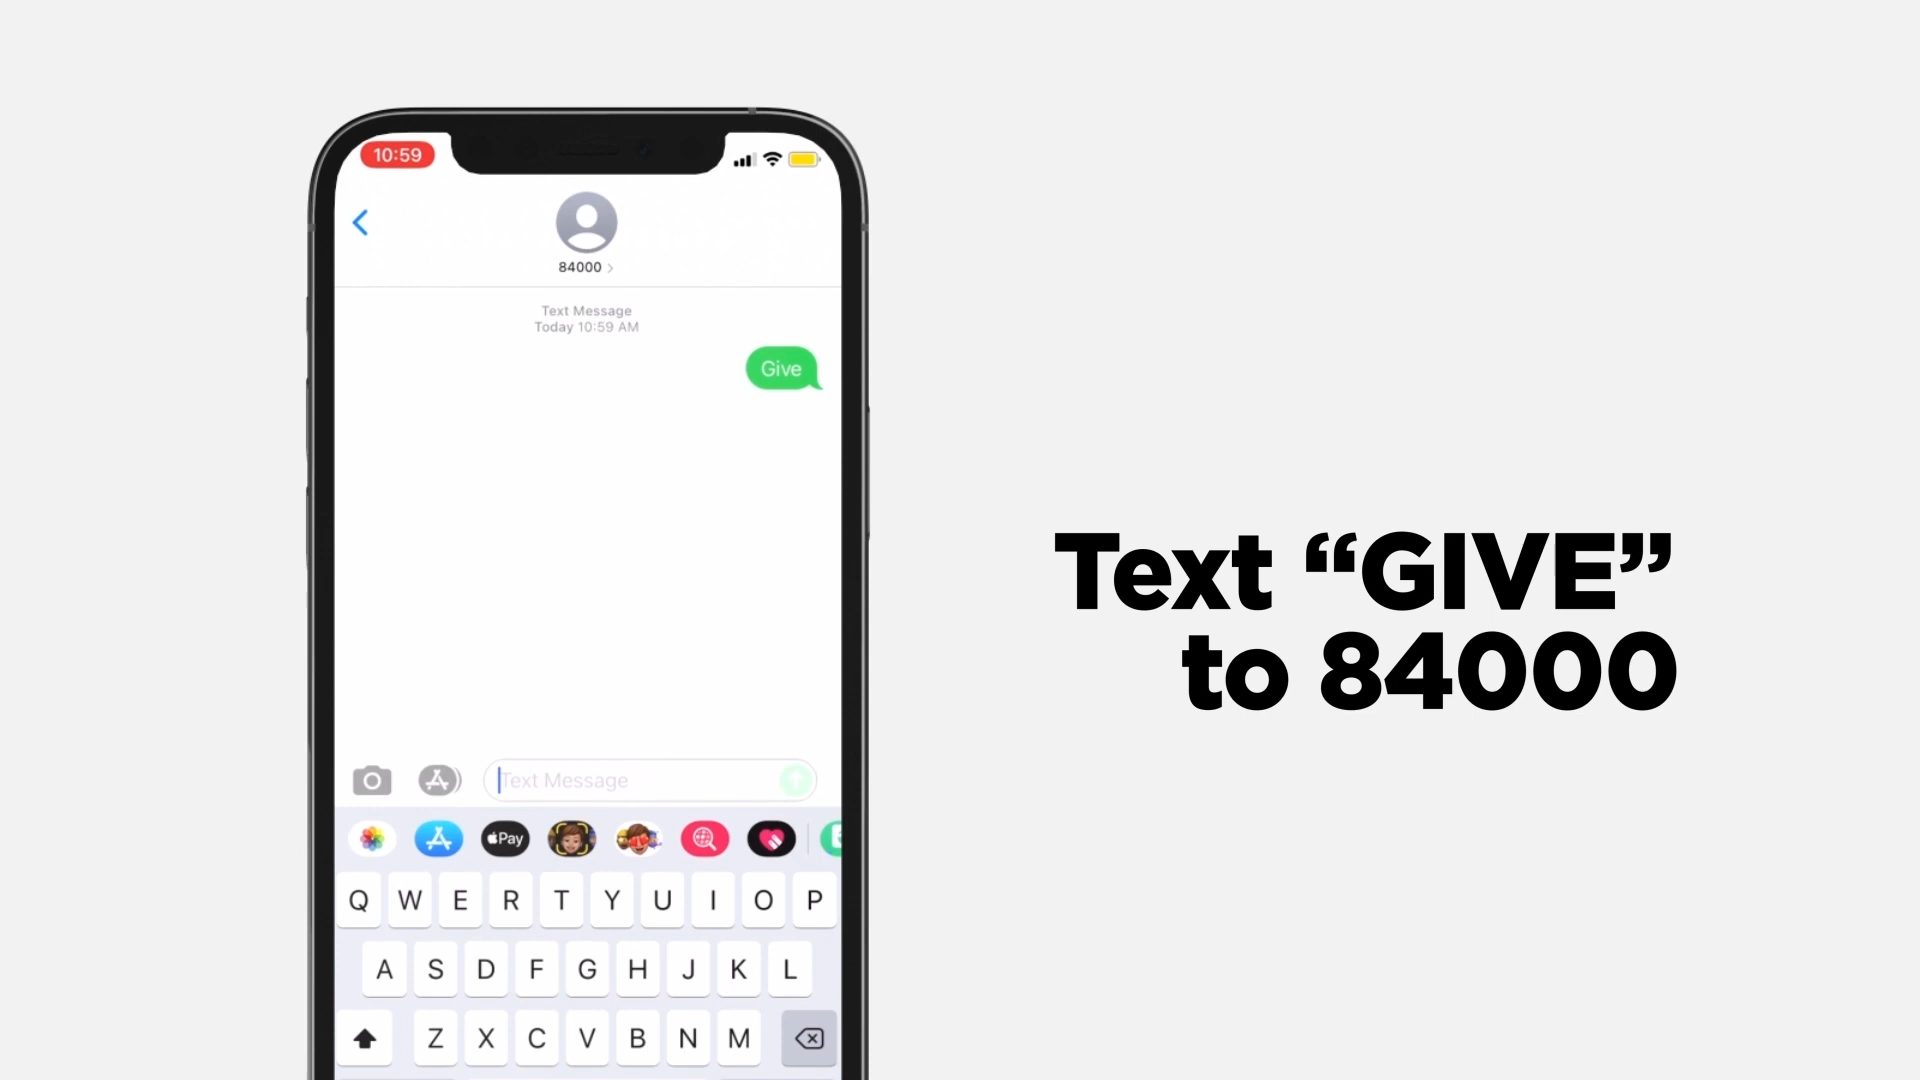 10:59
84000
Text Message
Today 10:59 AM
Give
Text Message
Pay
Q W E R T Y U I O P
A S D F G H J K L
Z X C V B N M
Text “GIVE”
to 84000